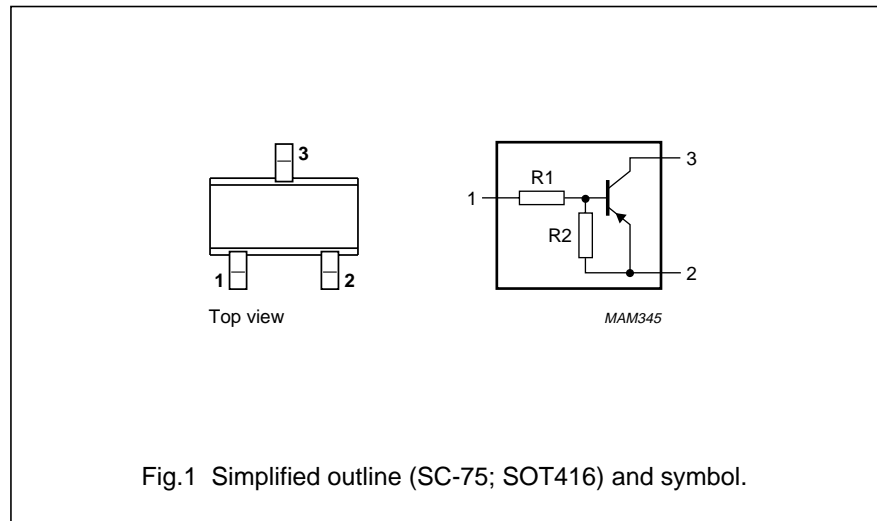 3
1
2
Top view
R1
R2
1
3
2
MAM345
Fig.1 Simplified outline (SC-75; SOT416) and symbol.